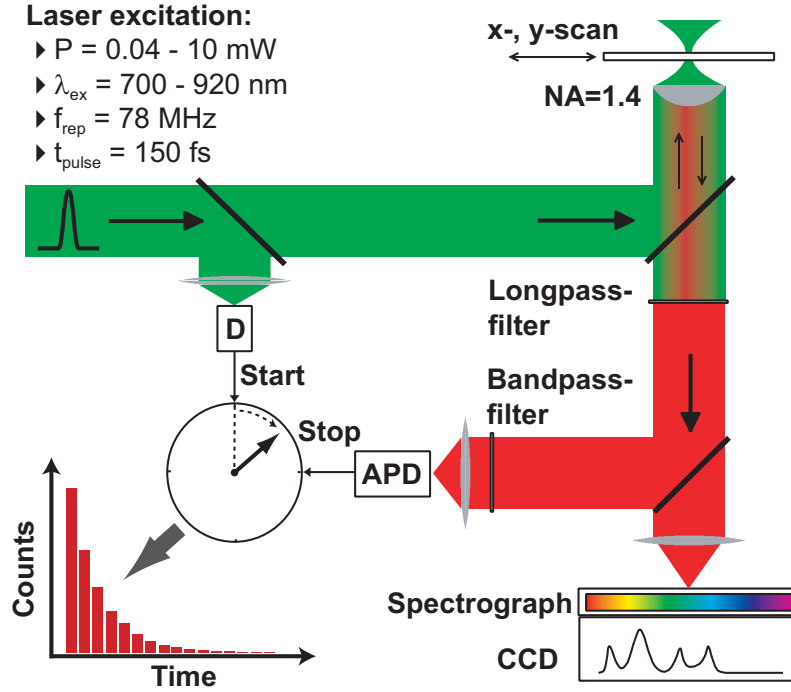 Laser excitation:
P = 0.04 - 10 mW
λex = 700 - 920 nm
frep = 78 MHz
tpulse = 150 fs
x-, y-scan
NA=1.4
Longpass-
filter
D
Start
Bandpass-
filter
Stop
APD
Counts
Time
Spectrograph
CCD